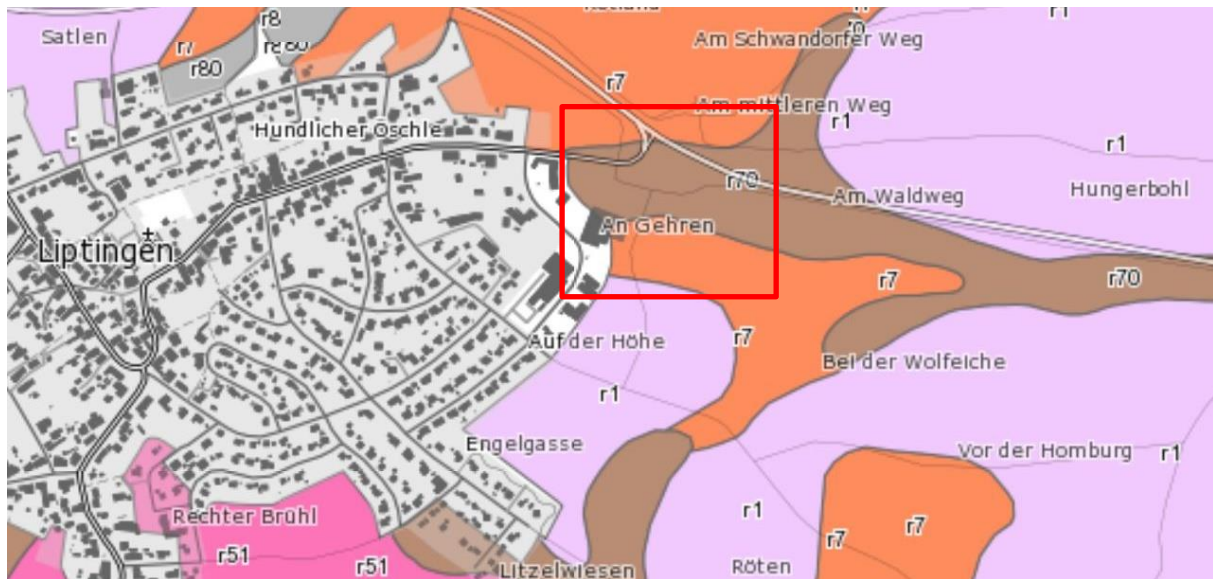 r8
r1
Satlen
r7
r80
r80
Am Schwandorfer Weg
r7
Am mittleren Weg
r1
Hundlicher Öschle
r1
r70
Am Waldweg
Hungerbohl
An Gehren
Liptingen
r7
r70
r7
Auf der Höhe
Bei der Wolfeiche
r1
Engelgasse
Vor der Homburg
r1
Rechter Brühl
r1
r7
r7
r51
r51
Litzelwiesen
Röten